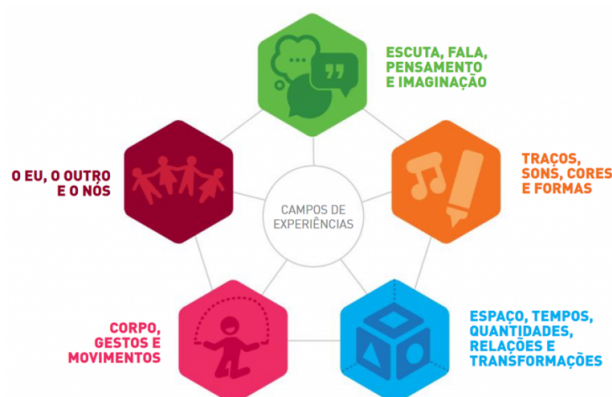 ESCUTA, FALA,
PENSAMENTO
E IMAGINAÇÃO
O EU, O OUTRO
E O NÓS
TRAÇOS,
SONS, CORES
E FORMAS
CAMPOS DE
EXPERIÊNCIAS
CORPO,
GESTOS E
MOVIMENTOS
ESPAÇO, TEMPOS,
QUANTIDADES,
RELAÇÕES E
TRANSFORMAÇÕES